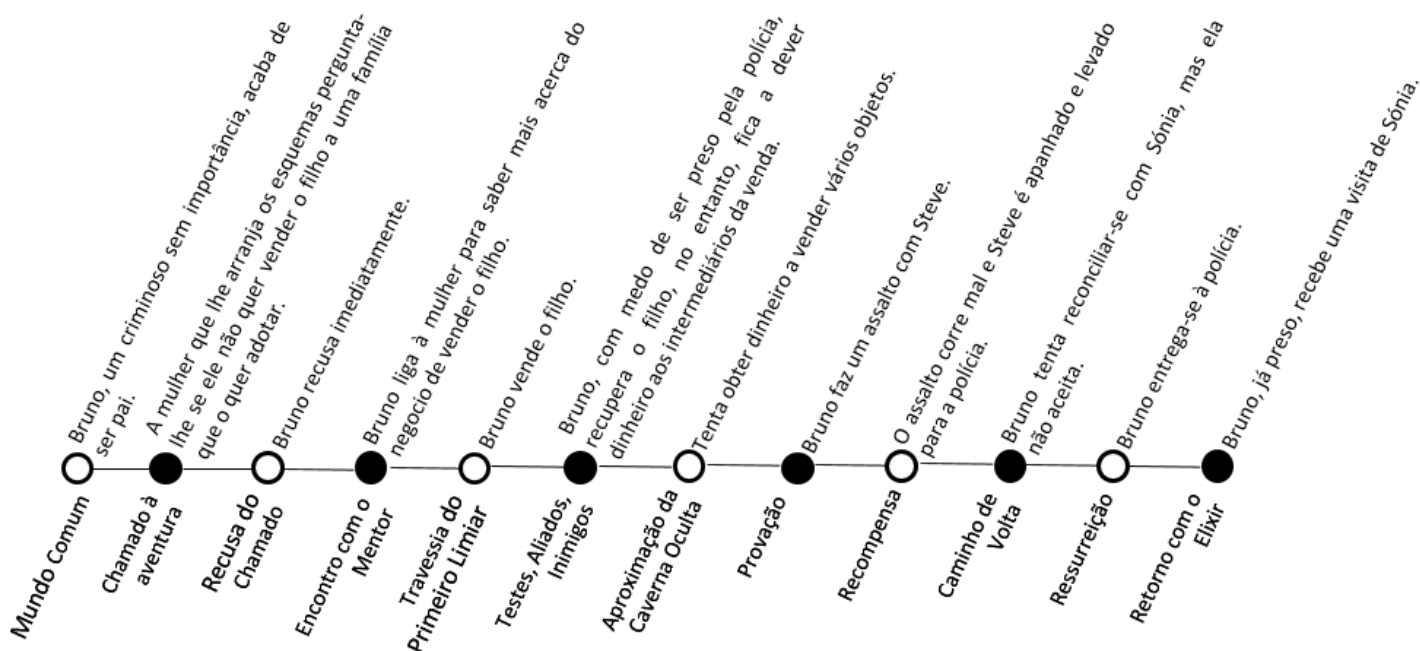 Bruno, um criminoso sem importância, acaba de
ser pai.
A mulher que lhe arranja os esquemas pergunta-
lhe se ele não quer vender o filho a uma família
que o quer adotar.
Bruno recusa imediatamente.
Bruno liga à mulher para saber mais acerca do
negocio de vender o filho.
Bruno vende o filho.
Bruno, com medo de ser preso pela polícia,
recupera o filho, no entanto, fica a dever
dinheiro aos intermediários da venda.
Tenta obter dinheiro a vender vários objetos.
Bruno faz um assalto com Steve.
O assalto corre mal e Steve é apanhado e levado
para a polícia.
Bruno tenta reconciliar-se com Sónia, mas ela
não aceita.
Bruno entrega-se à polícia.
Bruno, já preso, recebe uma visita de Sónia.
Mundo Comum
Chamado à
aventura
Recusa do
Chamado
Encontro com o
Mentor
Travessia do
Primeiro Limiar
Testes, Aliados,
Inimigos
Aproximação da
Caverna Oculta
Provação
Recompensa
Caminho de
Volta
Ressurreição
Retorno com o
Elixir